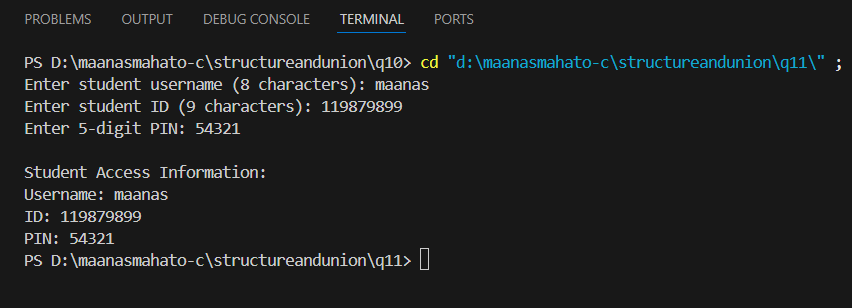 PROBLEMS OUTPUT DEBUG CONSOLE TERMINAL PORTS
PS D:\maanasmahato-c\structureandunion\q10> cd "d:\maanasmahato-c\structureandunion\q11\" ;
Enter student username (8 characters): maanas
Enter student ID (9 characters): 119879899
Enter 5-digit PIN: 54321
Student Access Information:
Username: maanas
ID: 119879899
PIN: 54321
PS D:\maanasmahato-c\structureandunion\q11>